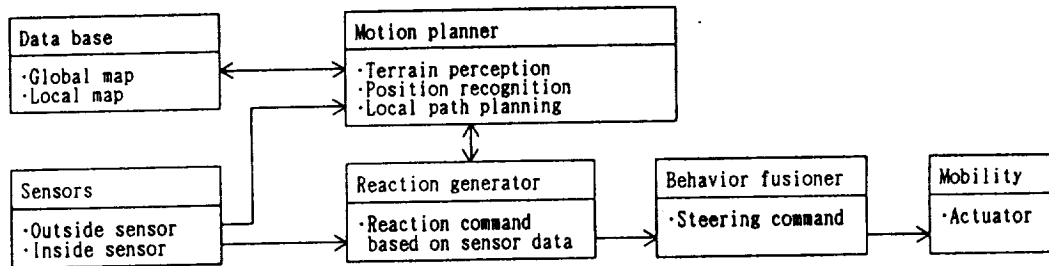 Data base
·Global map
·Local map
Motion planner
·Terrain perception
·Position recognition
·Local path planning
Sensors
·Outside sensor
·Inside sensor
Reaction generator
·Reaction command
based on sensor data
Behavior fusioner
·Steering command
Mobility
·Actuator